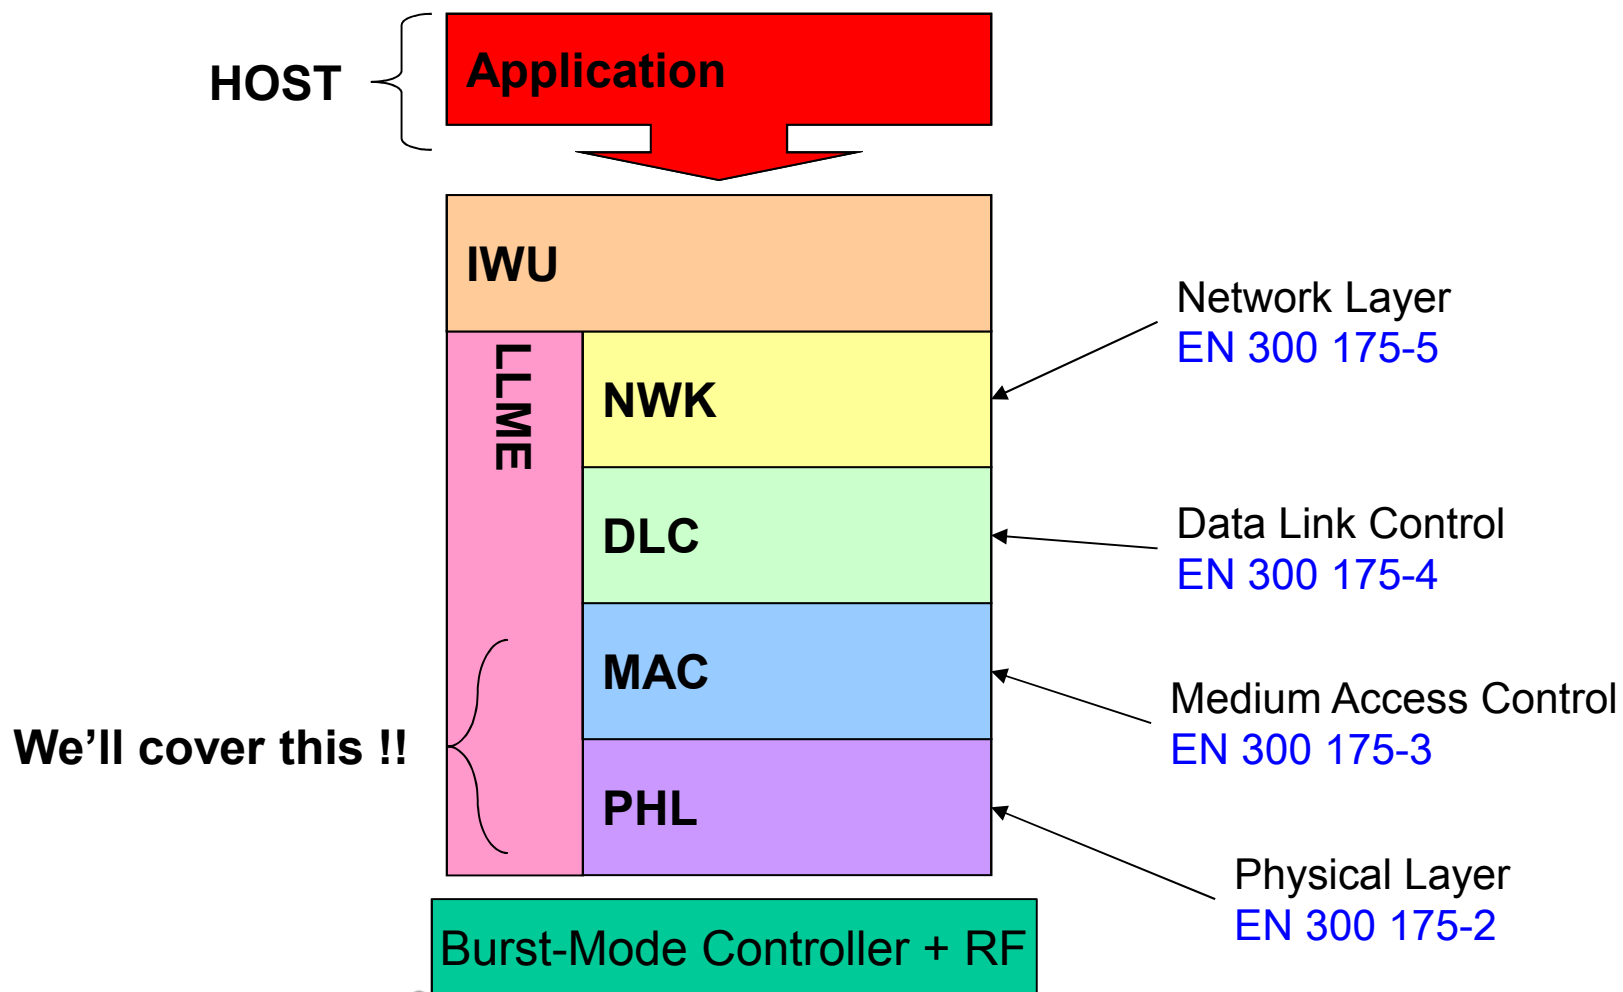 Application
HOST
IWU
LLME
NWK
Network Layer
EN 300 175-5
DLC
Data Link Control
EN 300 175-4
MAC
Medium Access Control
EN 300 175-3
We’ll cover this !!
PHL
Physical Layer
EN 300 175-2
Burst-Mode Controller + RF